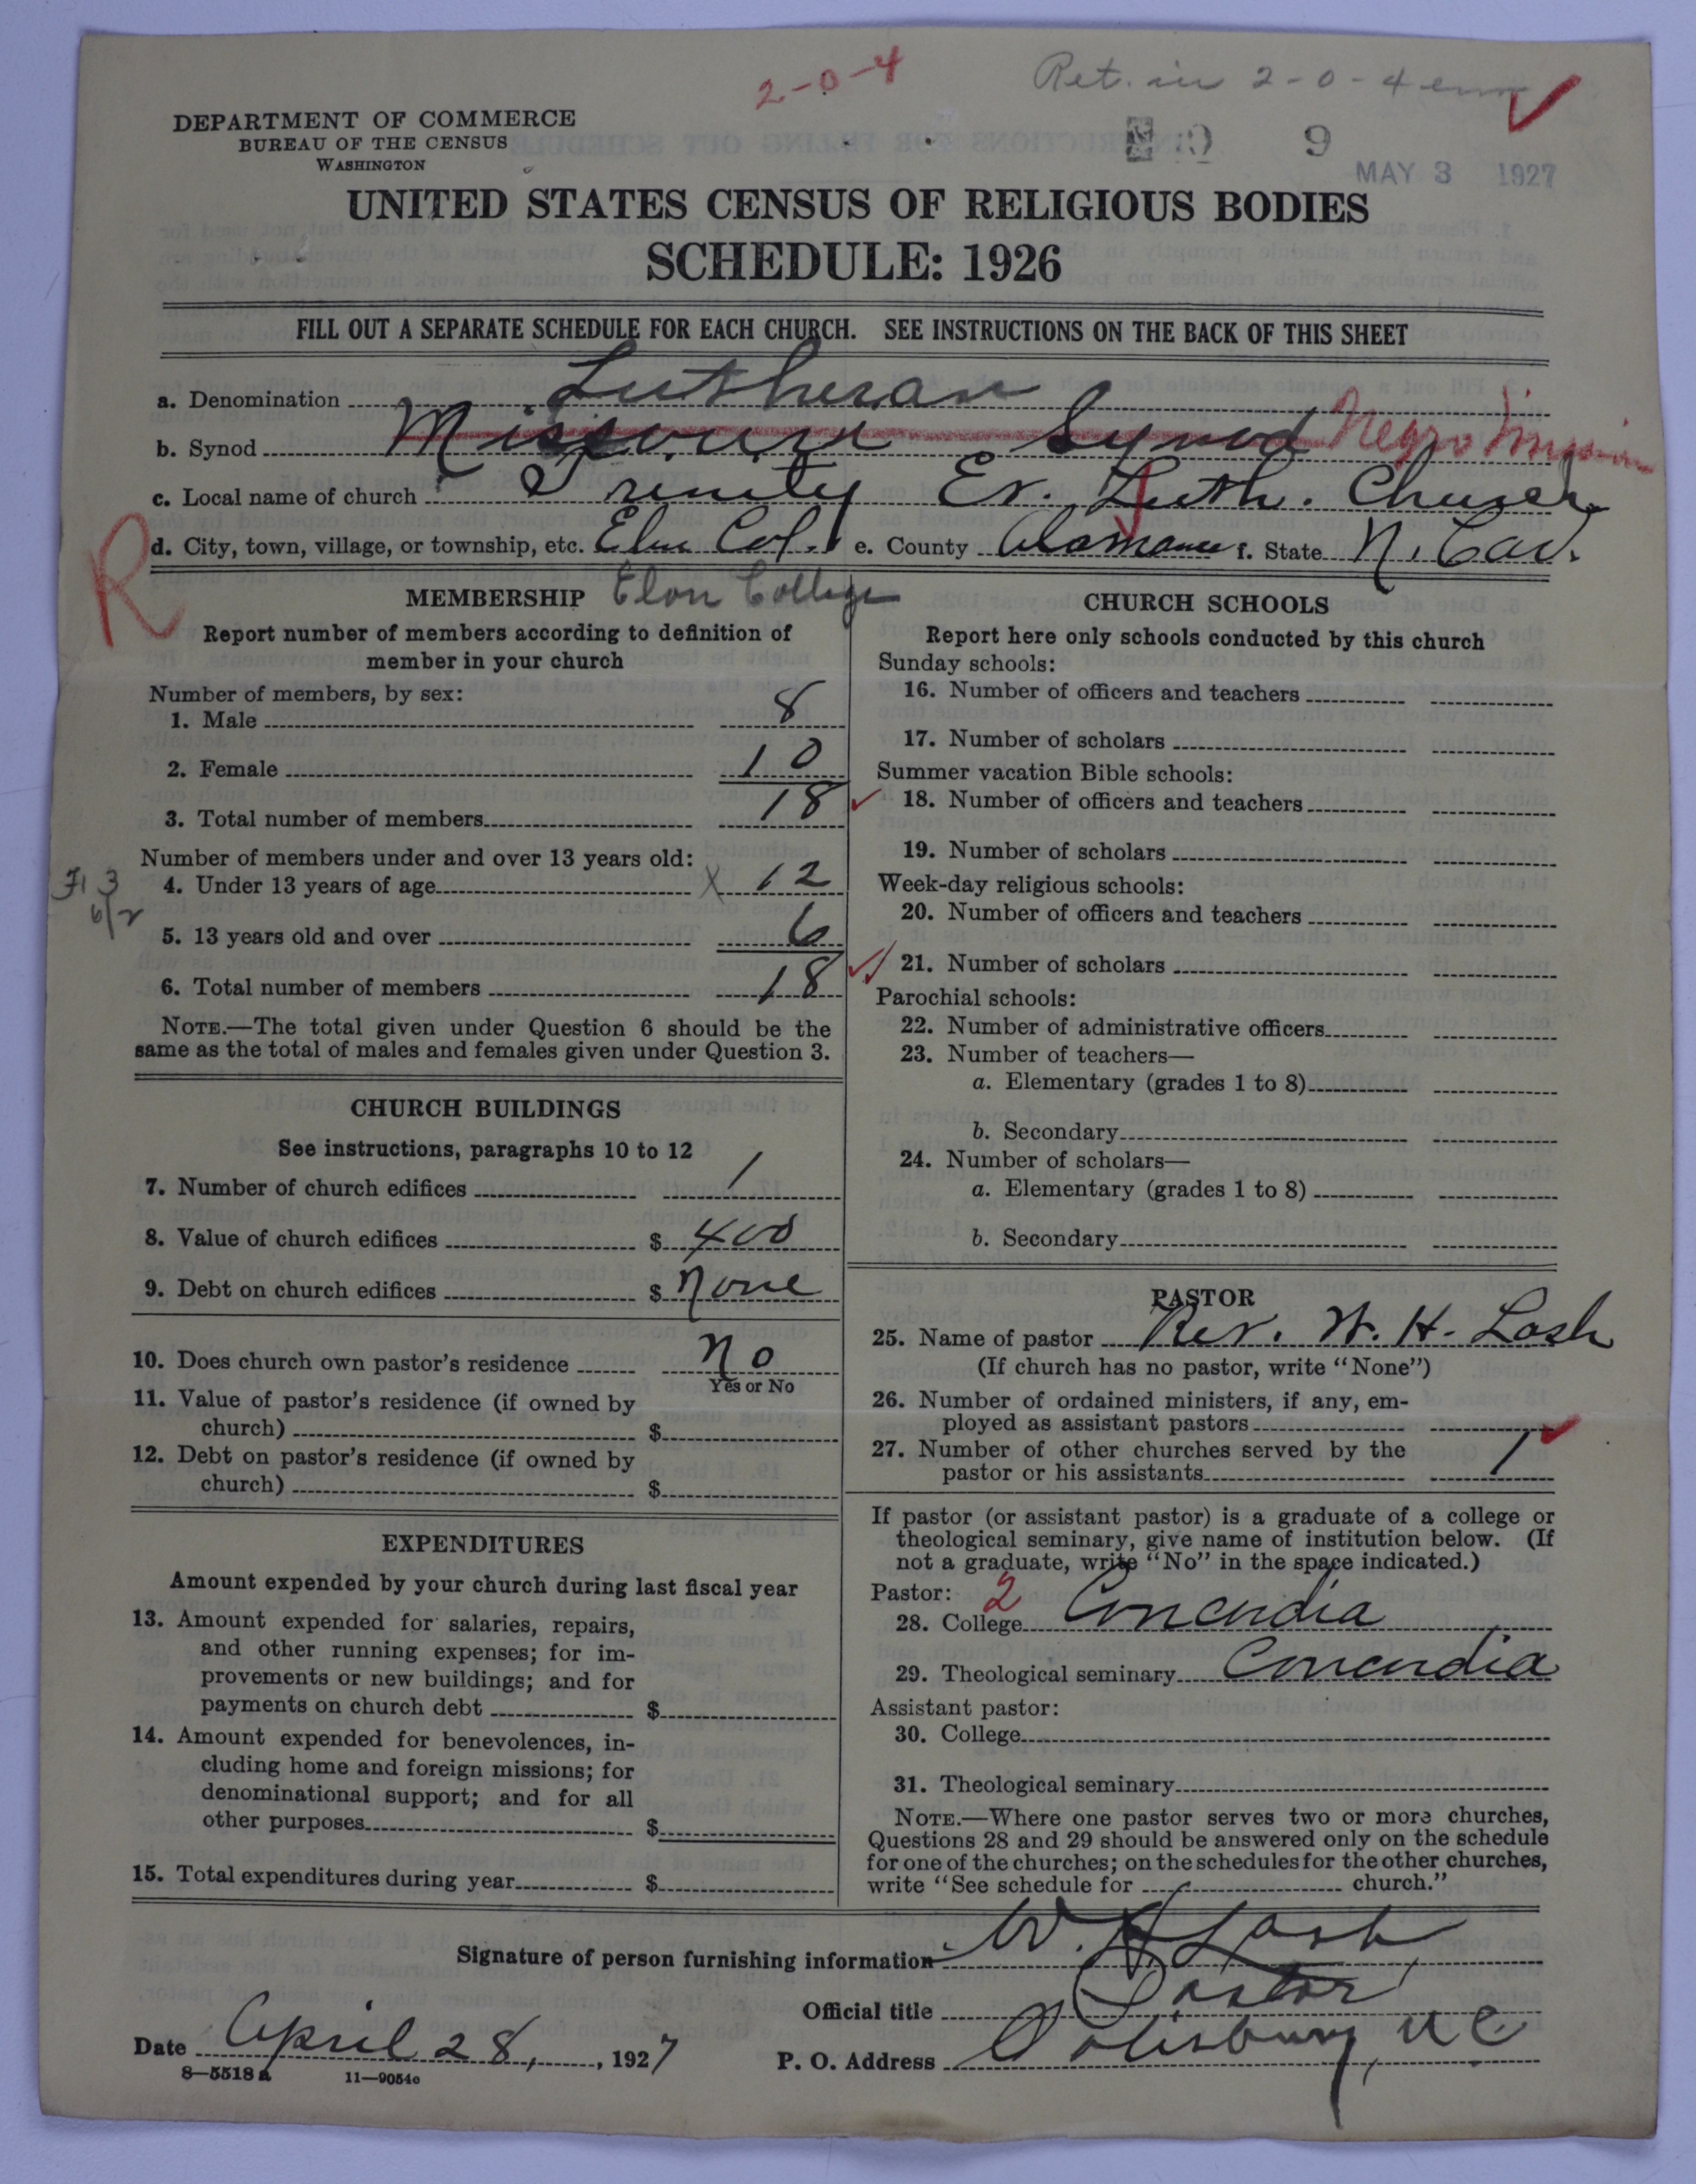 2-0-4
Ret. in 2-0-4
DEPARTMENT OF COMMERCE
BUREAU OF THE CENSUS
WASHINGTON
9
MAY 3 1927
UNITED STATES CENSUS OF RELIGIOUS BODIES
SCHEDULE: 1926
FILL OUT A SEPARATE SCHEDULE FOR EACH CHURCH. SEE INSTRUCTIONS ON THE BACK OF THIS SHEET
a. Denomination Lutheran
b. Synod Missouri Synod Negro Mission
c. Local name of church Trinity Ev. Luth. Church
d. City, town, village, or township, etc. Elon Col. e. County Alamance f. State N. Car.
R
MEMBERSHIP Elon College
Report number of members according to definition of
member in your church
Number of members, by sex:
1. Male 8
2. Female 10
3. Total number of members 18
Number of members under and over 13 years old:
4. Under 13 years of age X 12
5. 13 years old and over 6
6. Total number of members 18
NOTE.—The total given under Question 6 should be the
same as the total of males and females given under Question 3.
CHURCH BUILDINGS
See instructions, paragraphs 10 to 12
7. Number of church edifices 1
8. Value of church edifices $ 400
9. Debt on church edifices $ None
10. Does church own pastor's residence No
Yes or No
11. Value of pastor's residence (if owned by
church) $
12. Debt on pastor's residence (if owned by
church) $
EXPENDITURES
Amount expended by your church during last fiscal year
13. Amount expended for salaries, repairs,
and other running expenses; for im-
provements or new buildings; and for
payments on church debt $
14. Amount expended for benevolences, in-
cluding home and foreign missions; for
denominational support; and for all
other purposes $
15. Total expenditures during year $
CHURCH SCHOOLS
Report here only schools conducted by this church
Sunday schools:
16. Number of officers and teachers
17. Number of scholars
Summer vacation Bible schools:
18. Number of officers and teachers
19. Number of scholars
Week-day religious schools:
20. Number of officers and teachers
21. Number of scholars
Parochial schools:
22. Number of administrative officers
23. Number of teachers—
a. Elementary (grades 1 to 8)
b. Secondary
24. Number of scholars—
a. Elementary (grades 1 to 8)
b. Secondary
PASTOR
25. Name of pastor Rev. W. H. Lash
(If church has no pastor, write "None")
26. Number of ordained ministers, if any, em-
ployed as assistant pastors
27. Number of other churches served by the
pastor or his assistants 1
If pastor (or assistant pastor) is a graduate of a college or
theological seminary, give name of institution below. (If
not a graduate, write "No" in the space indicated.)
Pastor: 2
28. College Concordia
29. Theological seminary Concordia
Assistant pastor:
30. College
31. Theological seminary
NOTE.—Where one pastor serves two or more churches,
Questions 28 and 29 should be answered only on the schedule
for one of the churches; on the schedules for the other churches,
write "See schedule for church."
Signature of person furnishing information W. H. Lash
Official title Pastor
Date April 28, 1927 P. O. Address Salisbury, N C
8—5518a 11—9054c